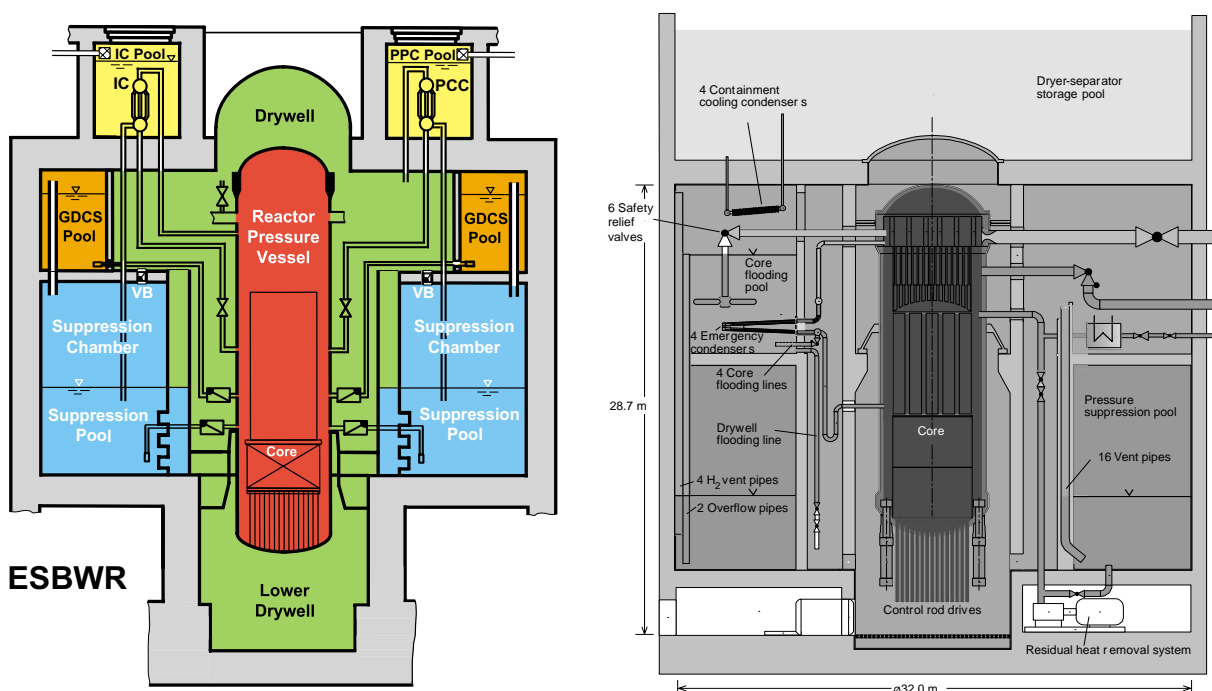 IC Pool
PPC Pool
IC
PCC
Drywell
GDCS
Pool
Reactor
Pressure
Vessel
GDCS
Pool
VB
VB
Suppression
Chamber
Suppression
Chamber
Suppression
Pool
Suppression
Pool
Core
ESBWR
Lower
Drywell
4 Containment
cooling condensers
Dryer-separator
storage pool
6 Safety
relief
valves
Core
flooding
pool
4 Emergency
condensers
4 Core
flooding lines
28.7 m
Drywell
flooding line
Core
Pressure
suppression pool
16 Vent pipes
4 H2 vent pipes
2 Overflow pipes
Control rod drives
Residual heat removal system
ø32.0 m